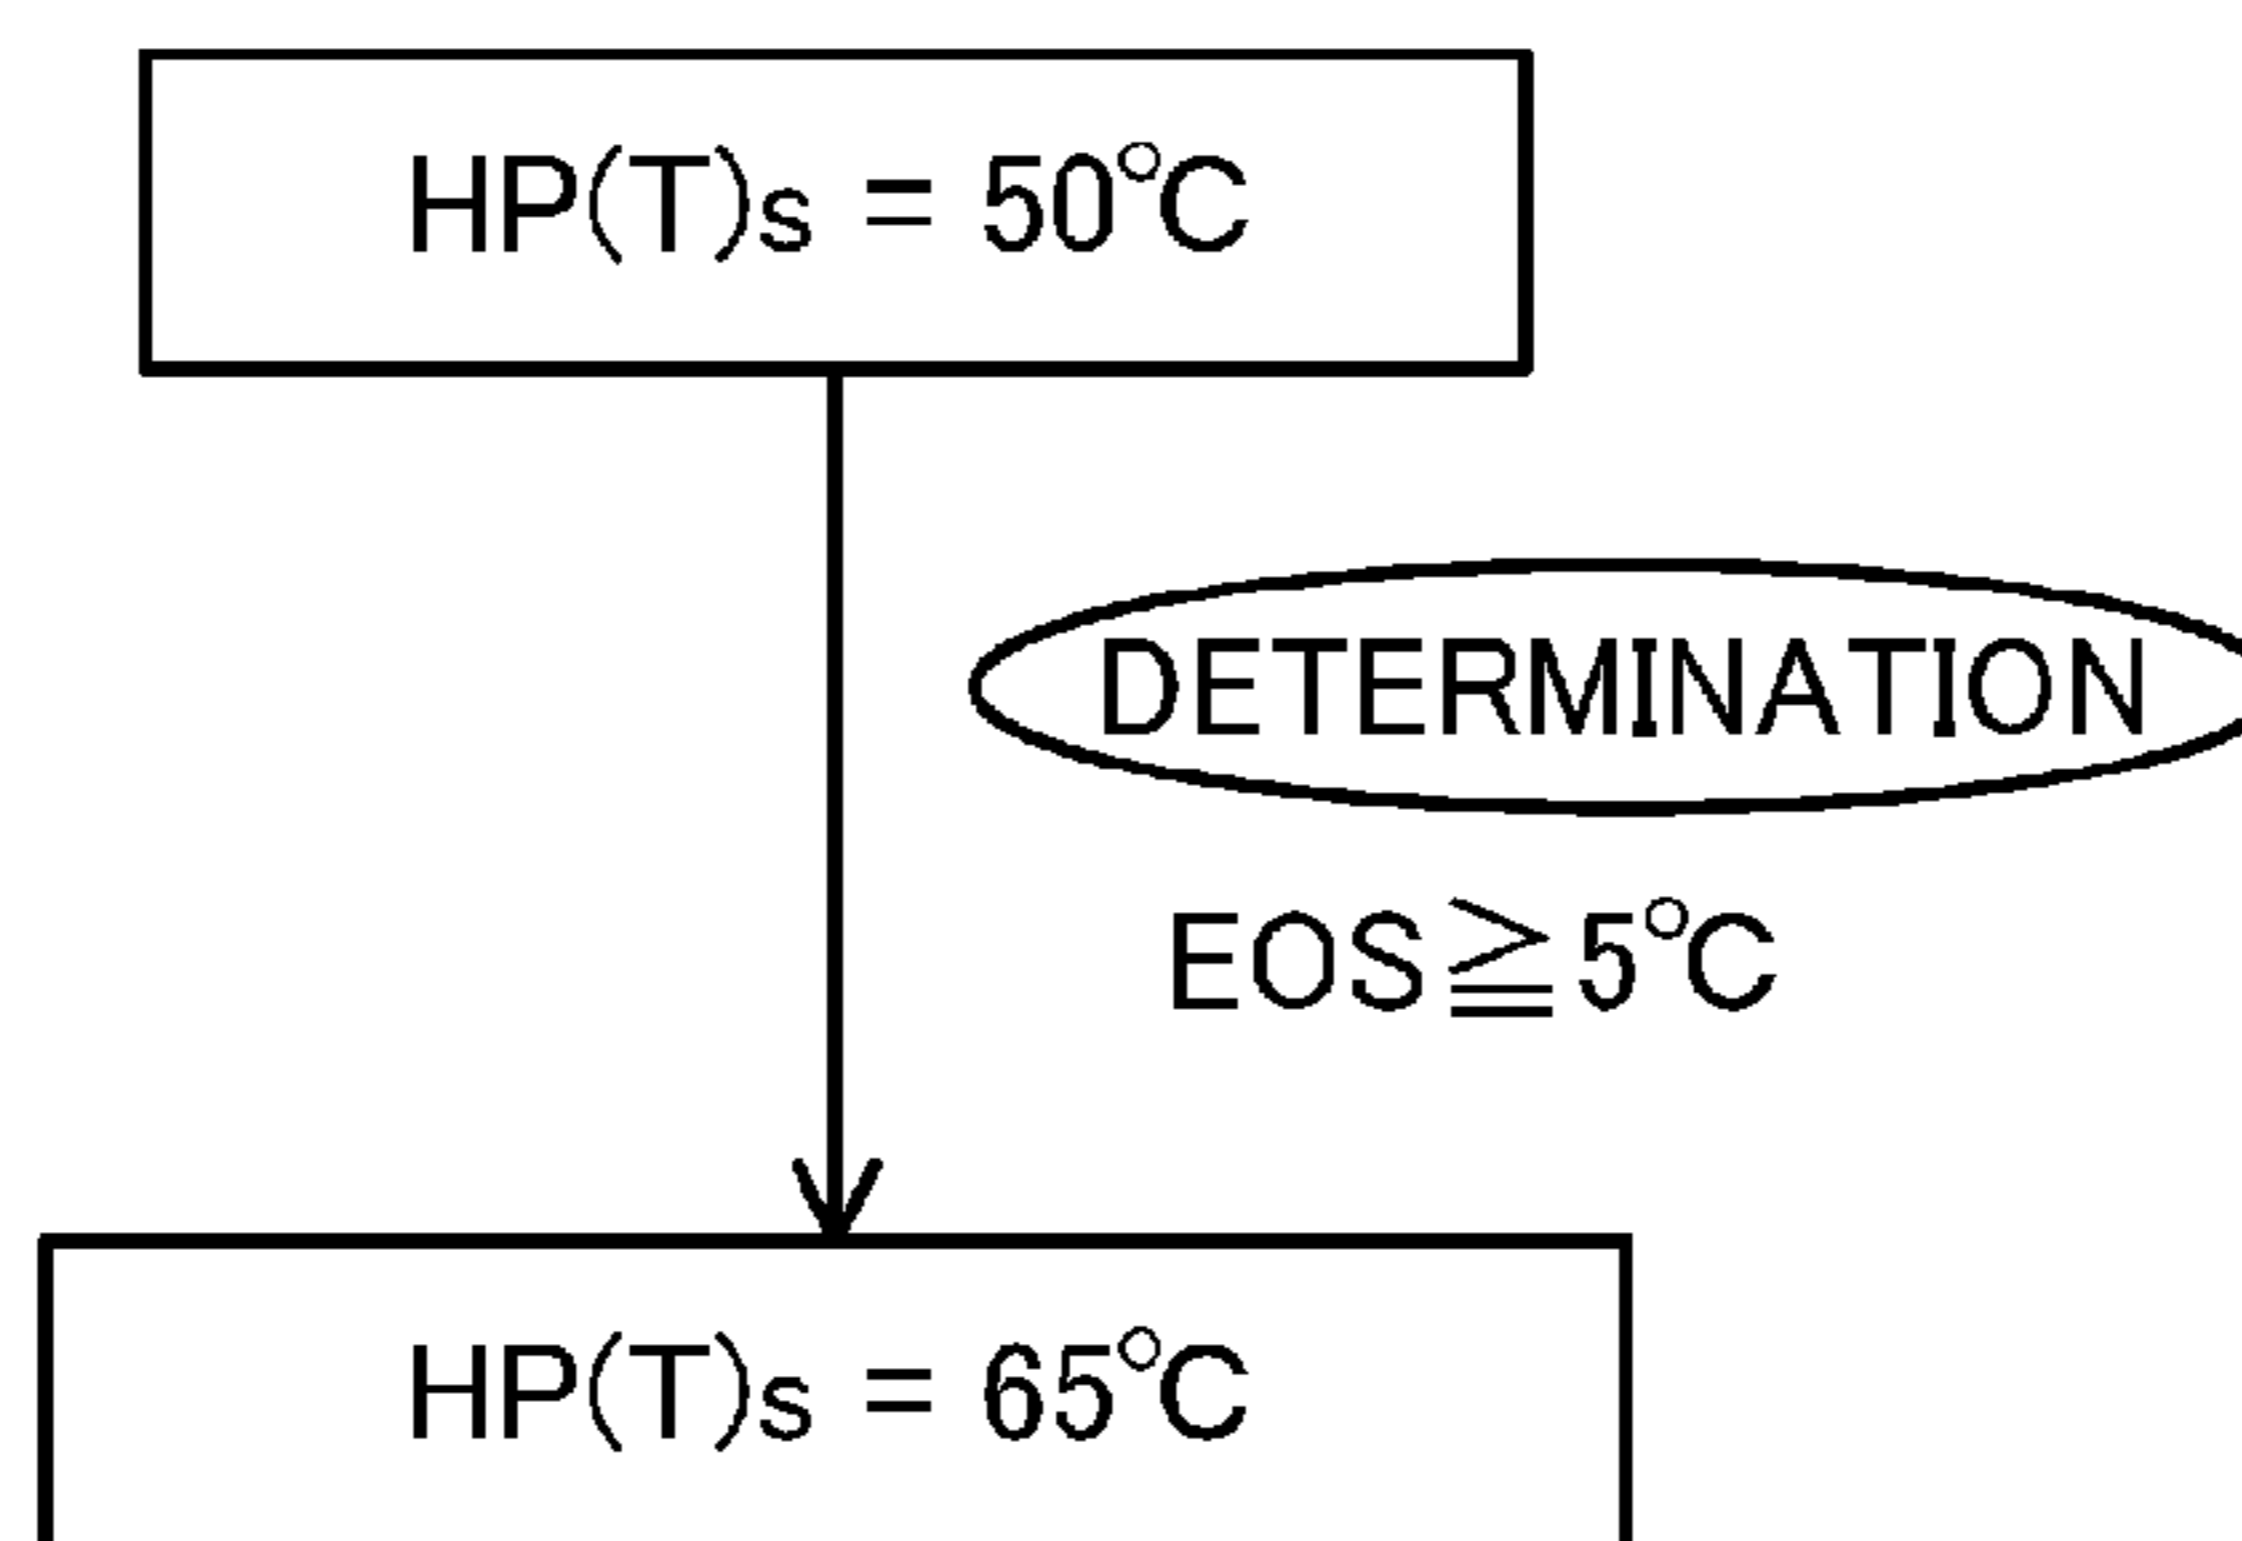 HP(T)s = 50°C
DETERMINATION
EOS≧5°C
HP(T)s = 65°C